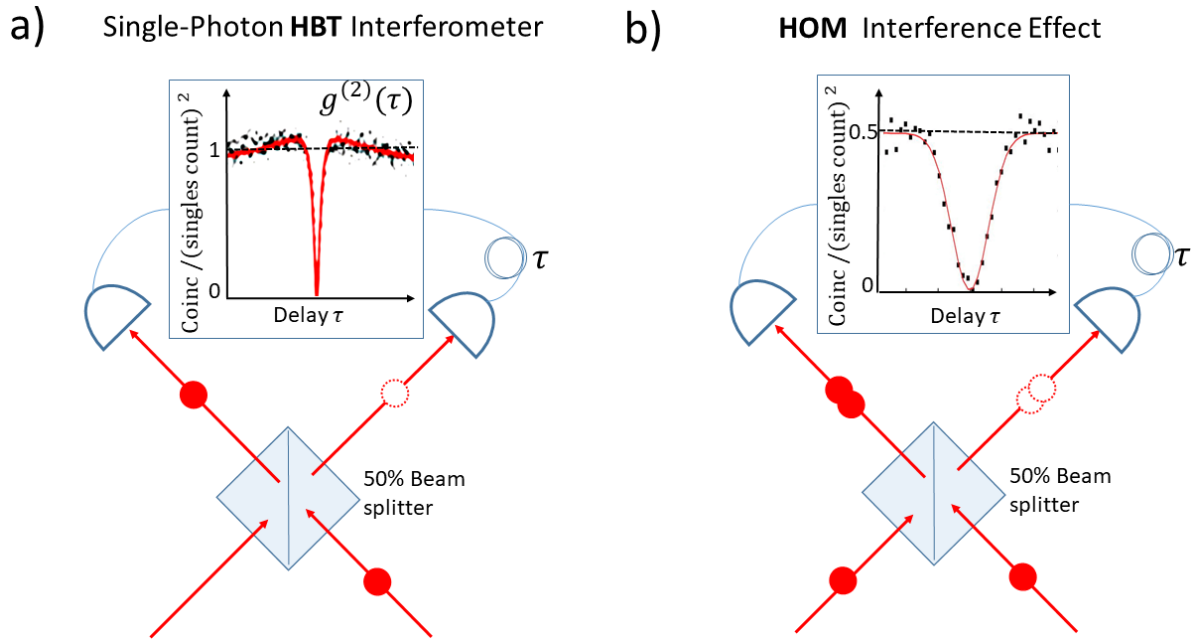 a) Single-Photon HBT Interferometer
g⁽²⁾(τ)
Coinc /(singles count) ²
1
0
Delay τ
τ
50% Beam
splitter
b) HOM Interference Effect
Coinc /(singles count) ²
0.5
0
Delay τ
τ
50% Beam
splitter